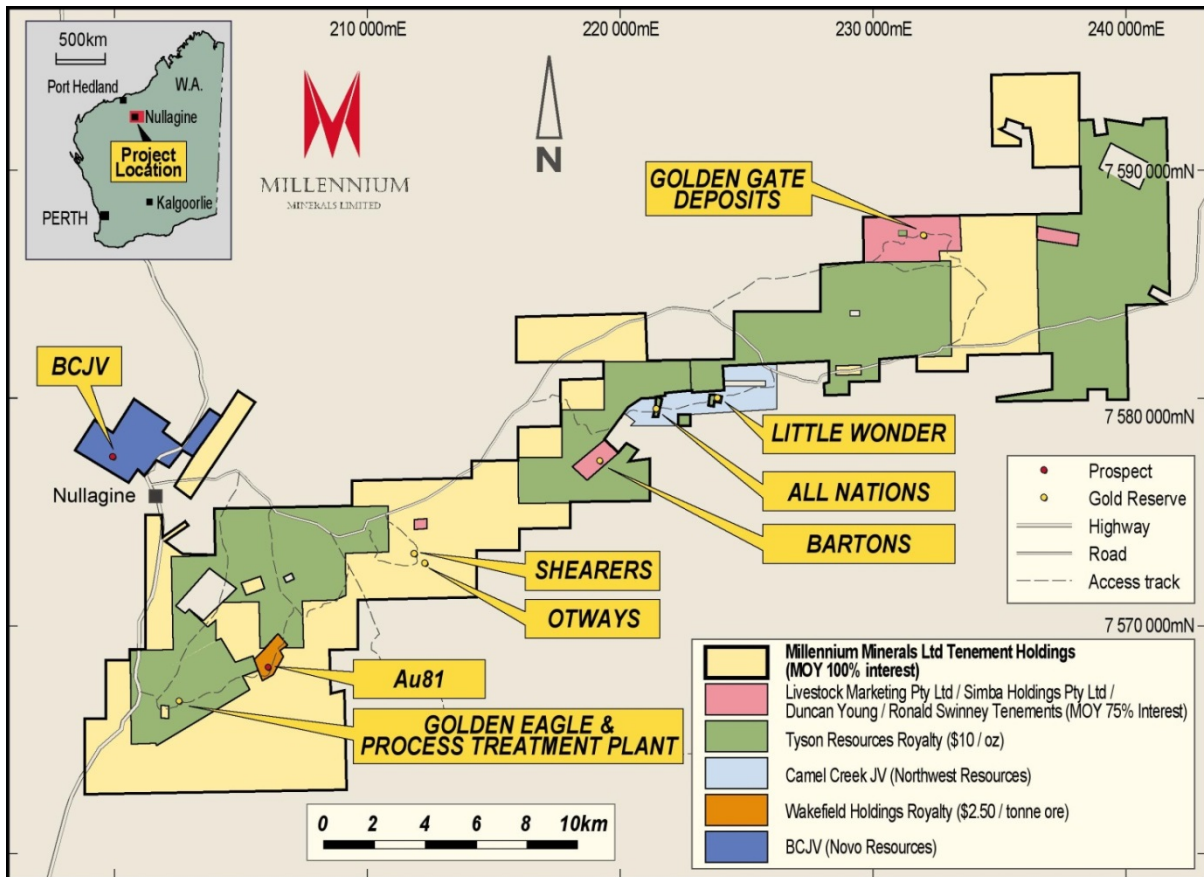 210 000mE
220 000mE
230 000mE
240 000mE
500km
Port Hedland
W.A.
Nullagine
Project
Location
Kalgoorlie
PERTH
MILLENNIUM
MINERALS LIMITED
N
GOLDEN GATE
DEPOSITS
7 590 000mN
BCJV
7 580 000mN
LITTLE WONDER
Nullagine
ALL NATIONS
BARTONS
SHEARERS
OTWAYS
7 570 000mN
Au81
GOLDEN EAGLE &
PROCESS TREATMENT PLANT
0 2 4 6 8 10km
Prospect
Gold Reserve
Highway
Road
Access track
Millennium Minerals Ltd Tenement Holdings
(MOY 100% interest)
Livestock Marketing Pty Ltd / Simba Holdings Pty Ltd /
Duncan Young / Ronald Swinney Tenements (MOY 75% Interest)
Tyson Resources Royalty ($10 / oz)
Camel Creek JV (Northwest Resources)
Wakefield Holdings Royalty ($2.50 / tonne ore)
BCJV (Novo Resources)